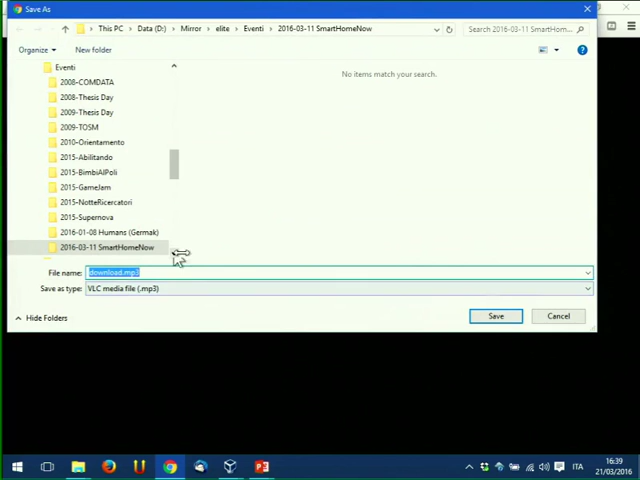 Save As
This PC > Data (D:) > Mirror > elite > Eventi > 2016-03-11 SmartHomeNow
Search 2016-03-11 SmartHom...
Organize
New folder
Eventi
No items match your search.
2008-COMDATA
2008-Thesis Day
2009-Thesis Day
2009-TOSM
2010-Orientamento
2015-Abilitando
2015-BimbiAlPoli
2015-GameJam
2015-NotteRicercatori
2015-Supernova
2016-01-08 Humans (Germak)
2016-03-11 SmartHomeNow
File name: download.mp3
Save as type: VLC media file (.mp3)
Hide Folders
Save
Cancel
ITA
16:39
21/03/2016